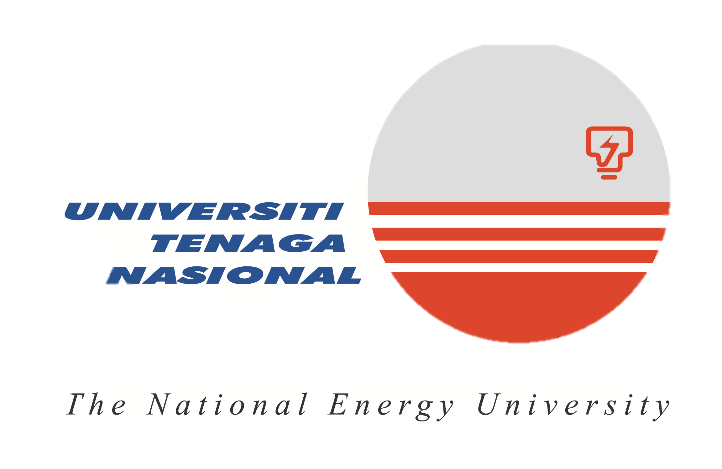 UNIVERSITI
TENAGA
NASIONAL
The National Energy University